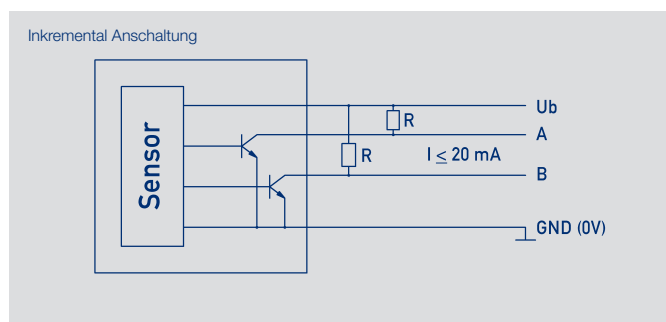 Inkremental Anschaltung
Sensor
Ub
R
A
R
I ≤ 20 mA
B
GND (0V)